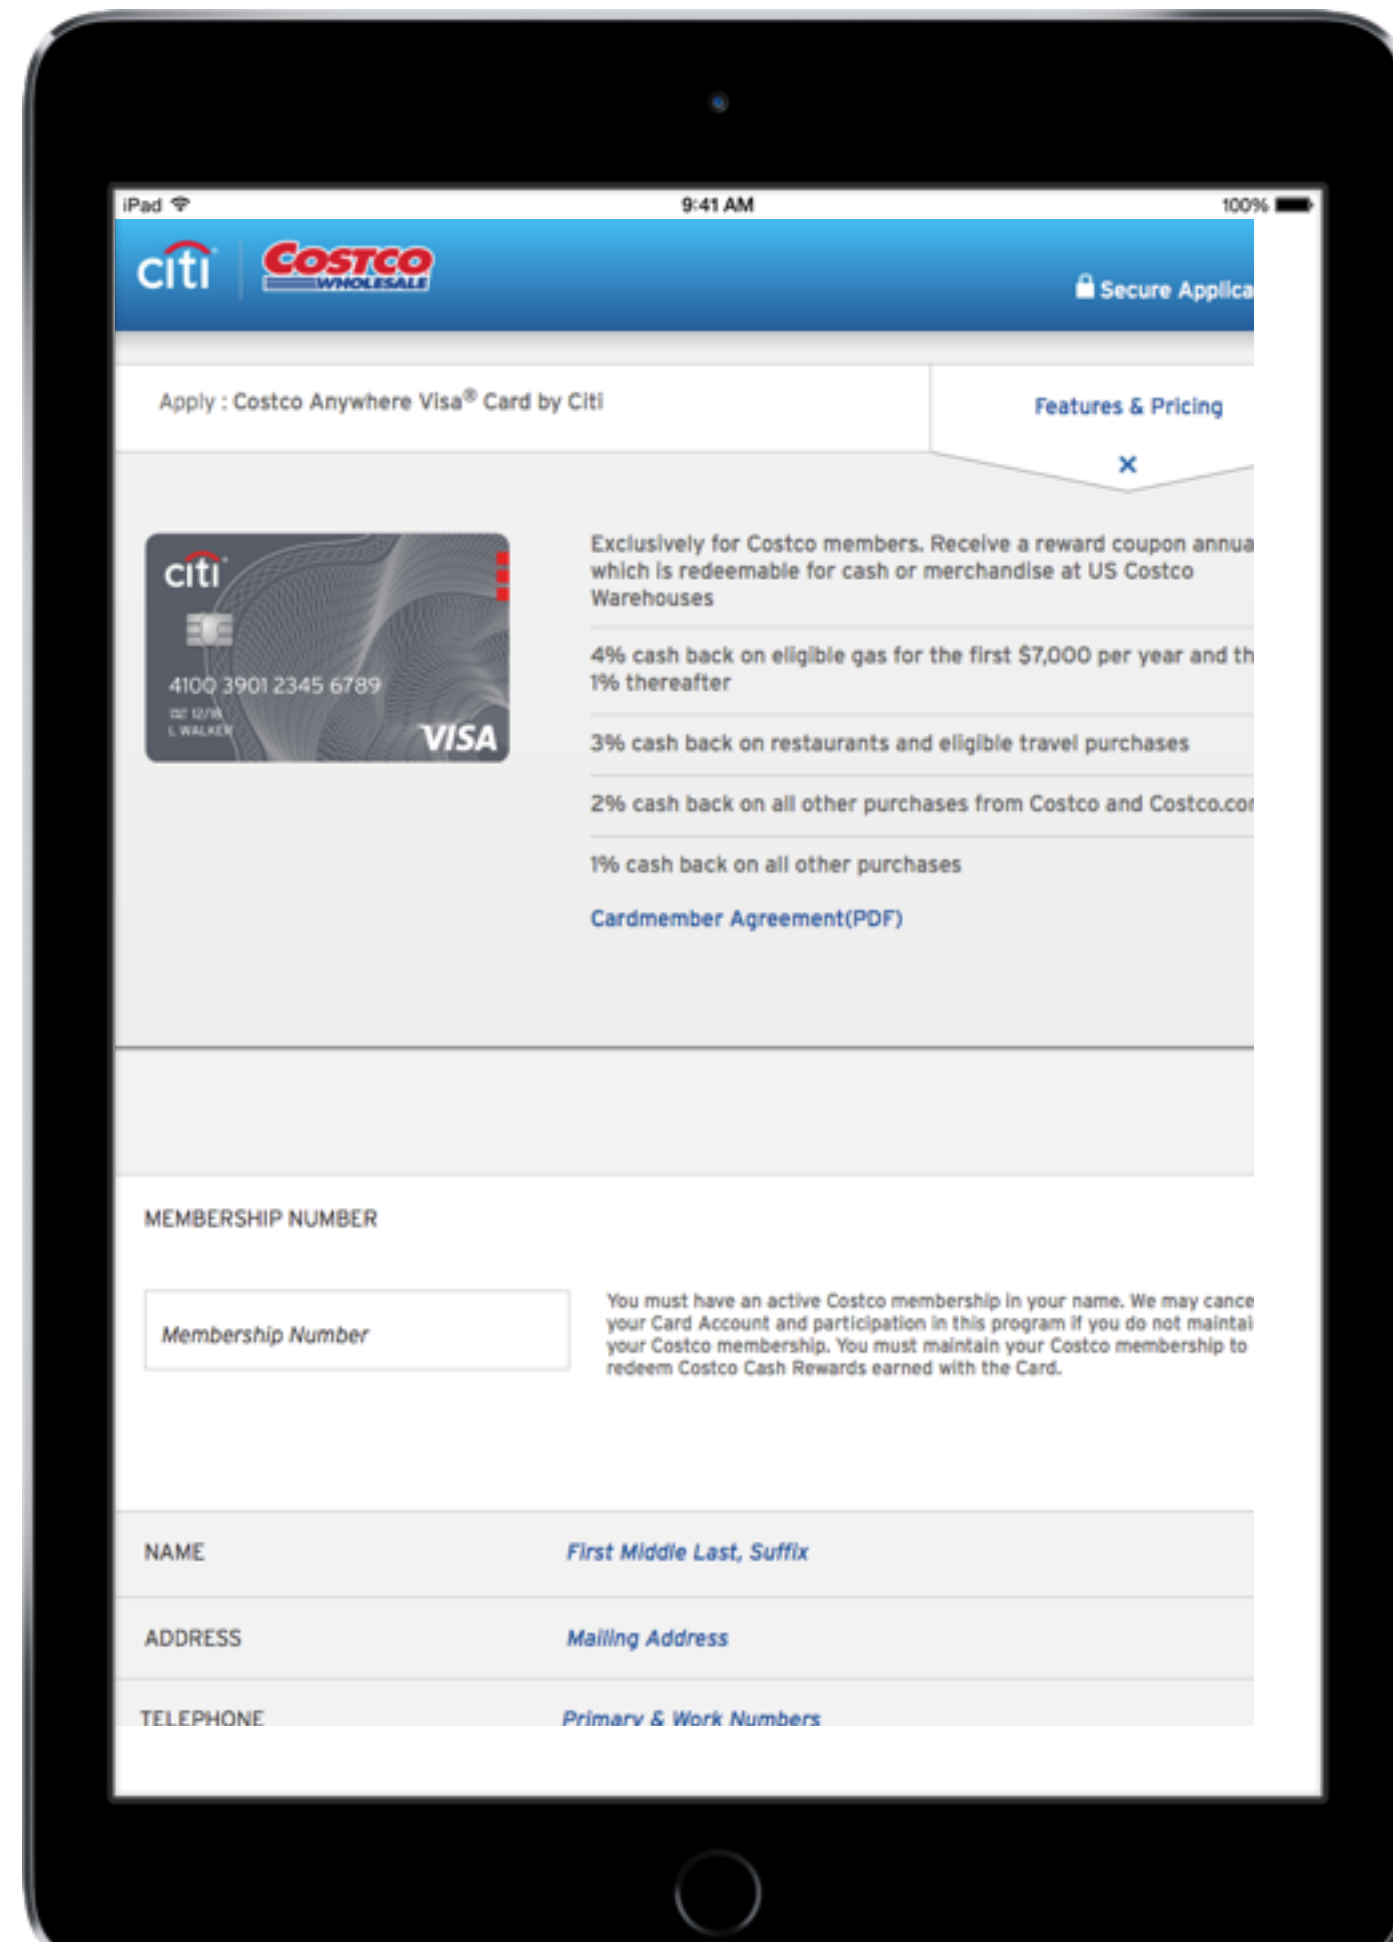 iPad 9:41 AM 100%
citi COSTCO
WHOLESALE
Secure Applica
Apply : Costco Anywhere Visa® Card by Citi
Features & Pricing
×
Exclusively for Costco members. Receive a reward coupon annua
which is redeemable for cash or merchandise at US Costco
Warehouses
citi
4100 3901 2345 6789
12/18
L WALKER
VISA
4% cash back on eligible gas for the first $7,000 per year and th
1% thereafter
3% cash back on restaurants and eligible travel purchases
2% cash back on all other purchases from Costco and Costco.com
1% cash back on all other purchases
Cardmember Agreement(PDF)
MEMBERSHIP NUMBER
Membership Number
You must have an active Costco membership in your name. We may cance
your Card Account and participation in this program if you do not maintai
your Costco membership. You must maintain your Costco membership to
redeem Costco Cash Rewards earned with the Card.
NAME First Middle Last, Suffix
ADDRESS Mailing Address
TELEPHONE Primary & Work Numbers